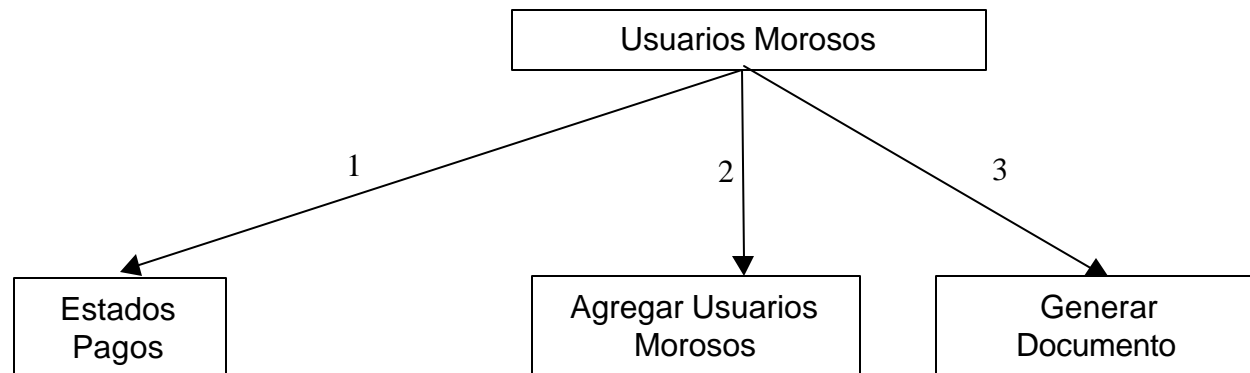 Usuarios Morosos
1
2
3
Estados
Pagos
Agregar Usuarios
Morosos
Generar
Documento